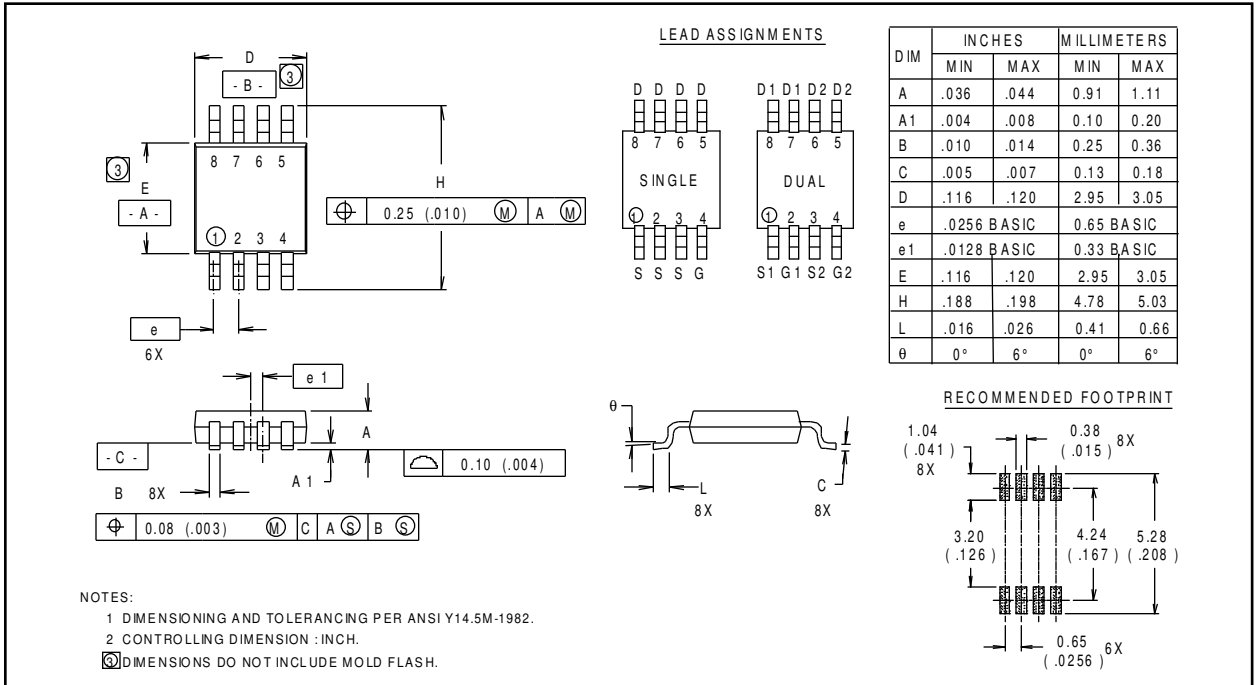 D
- B -
3
8 7 6 5
3
E
- A -
1 2 3 4
H
⌖ 0.25 (.010) Ⓜ A Ⓜ
e
6X
e1
A
- C -
B 8X
A1
⌓ 0.10 (.004)
⌖ 0.08 (.003) Ⓜ C A Ⓢ B Ⓢ
LEAD ASSIGNMENTS
D D D D
8 7 6 5
SINGLE
1 2 3 4
S S S G
D1 D1 D2 D2
8 7 6 5
DUAL
1 2 3 4
S1 G1 S2 G2
DIM INCHES MILLIMETERS
MIN MAX MIN MAX
A .036 .044 0.91 1.11
A1 .004 .008 0.10 0.20
B .010 .014 0.25 0.36
C .005 .007 0.13 0.18
D .116 .120 2.95 3.05
e .0256 BASIC 0.65 BASIC
e1 .0128 BASIC 0.33 BASIC
E .116 .120 2.95 3.05
H .188 .198 4.78 5.03
L .016 .026 0.41 0.66
θ 0° 6° 0° 6°
θ
L
8X
C
8X
RECOMMENDED FOOTPRINT
1.04
( .041 )
8X
0.38
( .015 ) 8X
3.20
( .126 )
4.24
( .167 )
5.28
( .208 )
0.65
( .0256 ) 6X
NOTES:
1 DIMENSIONING AND TOLERANCING PER ANSI Y14.5M-1982.
2 CONTROLLING DIMENSION : INCH.
3 DIMENSIONS DO NOT INCLUDE MOLD FLASH.